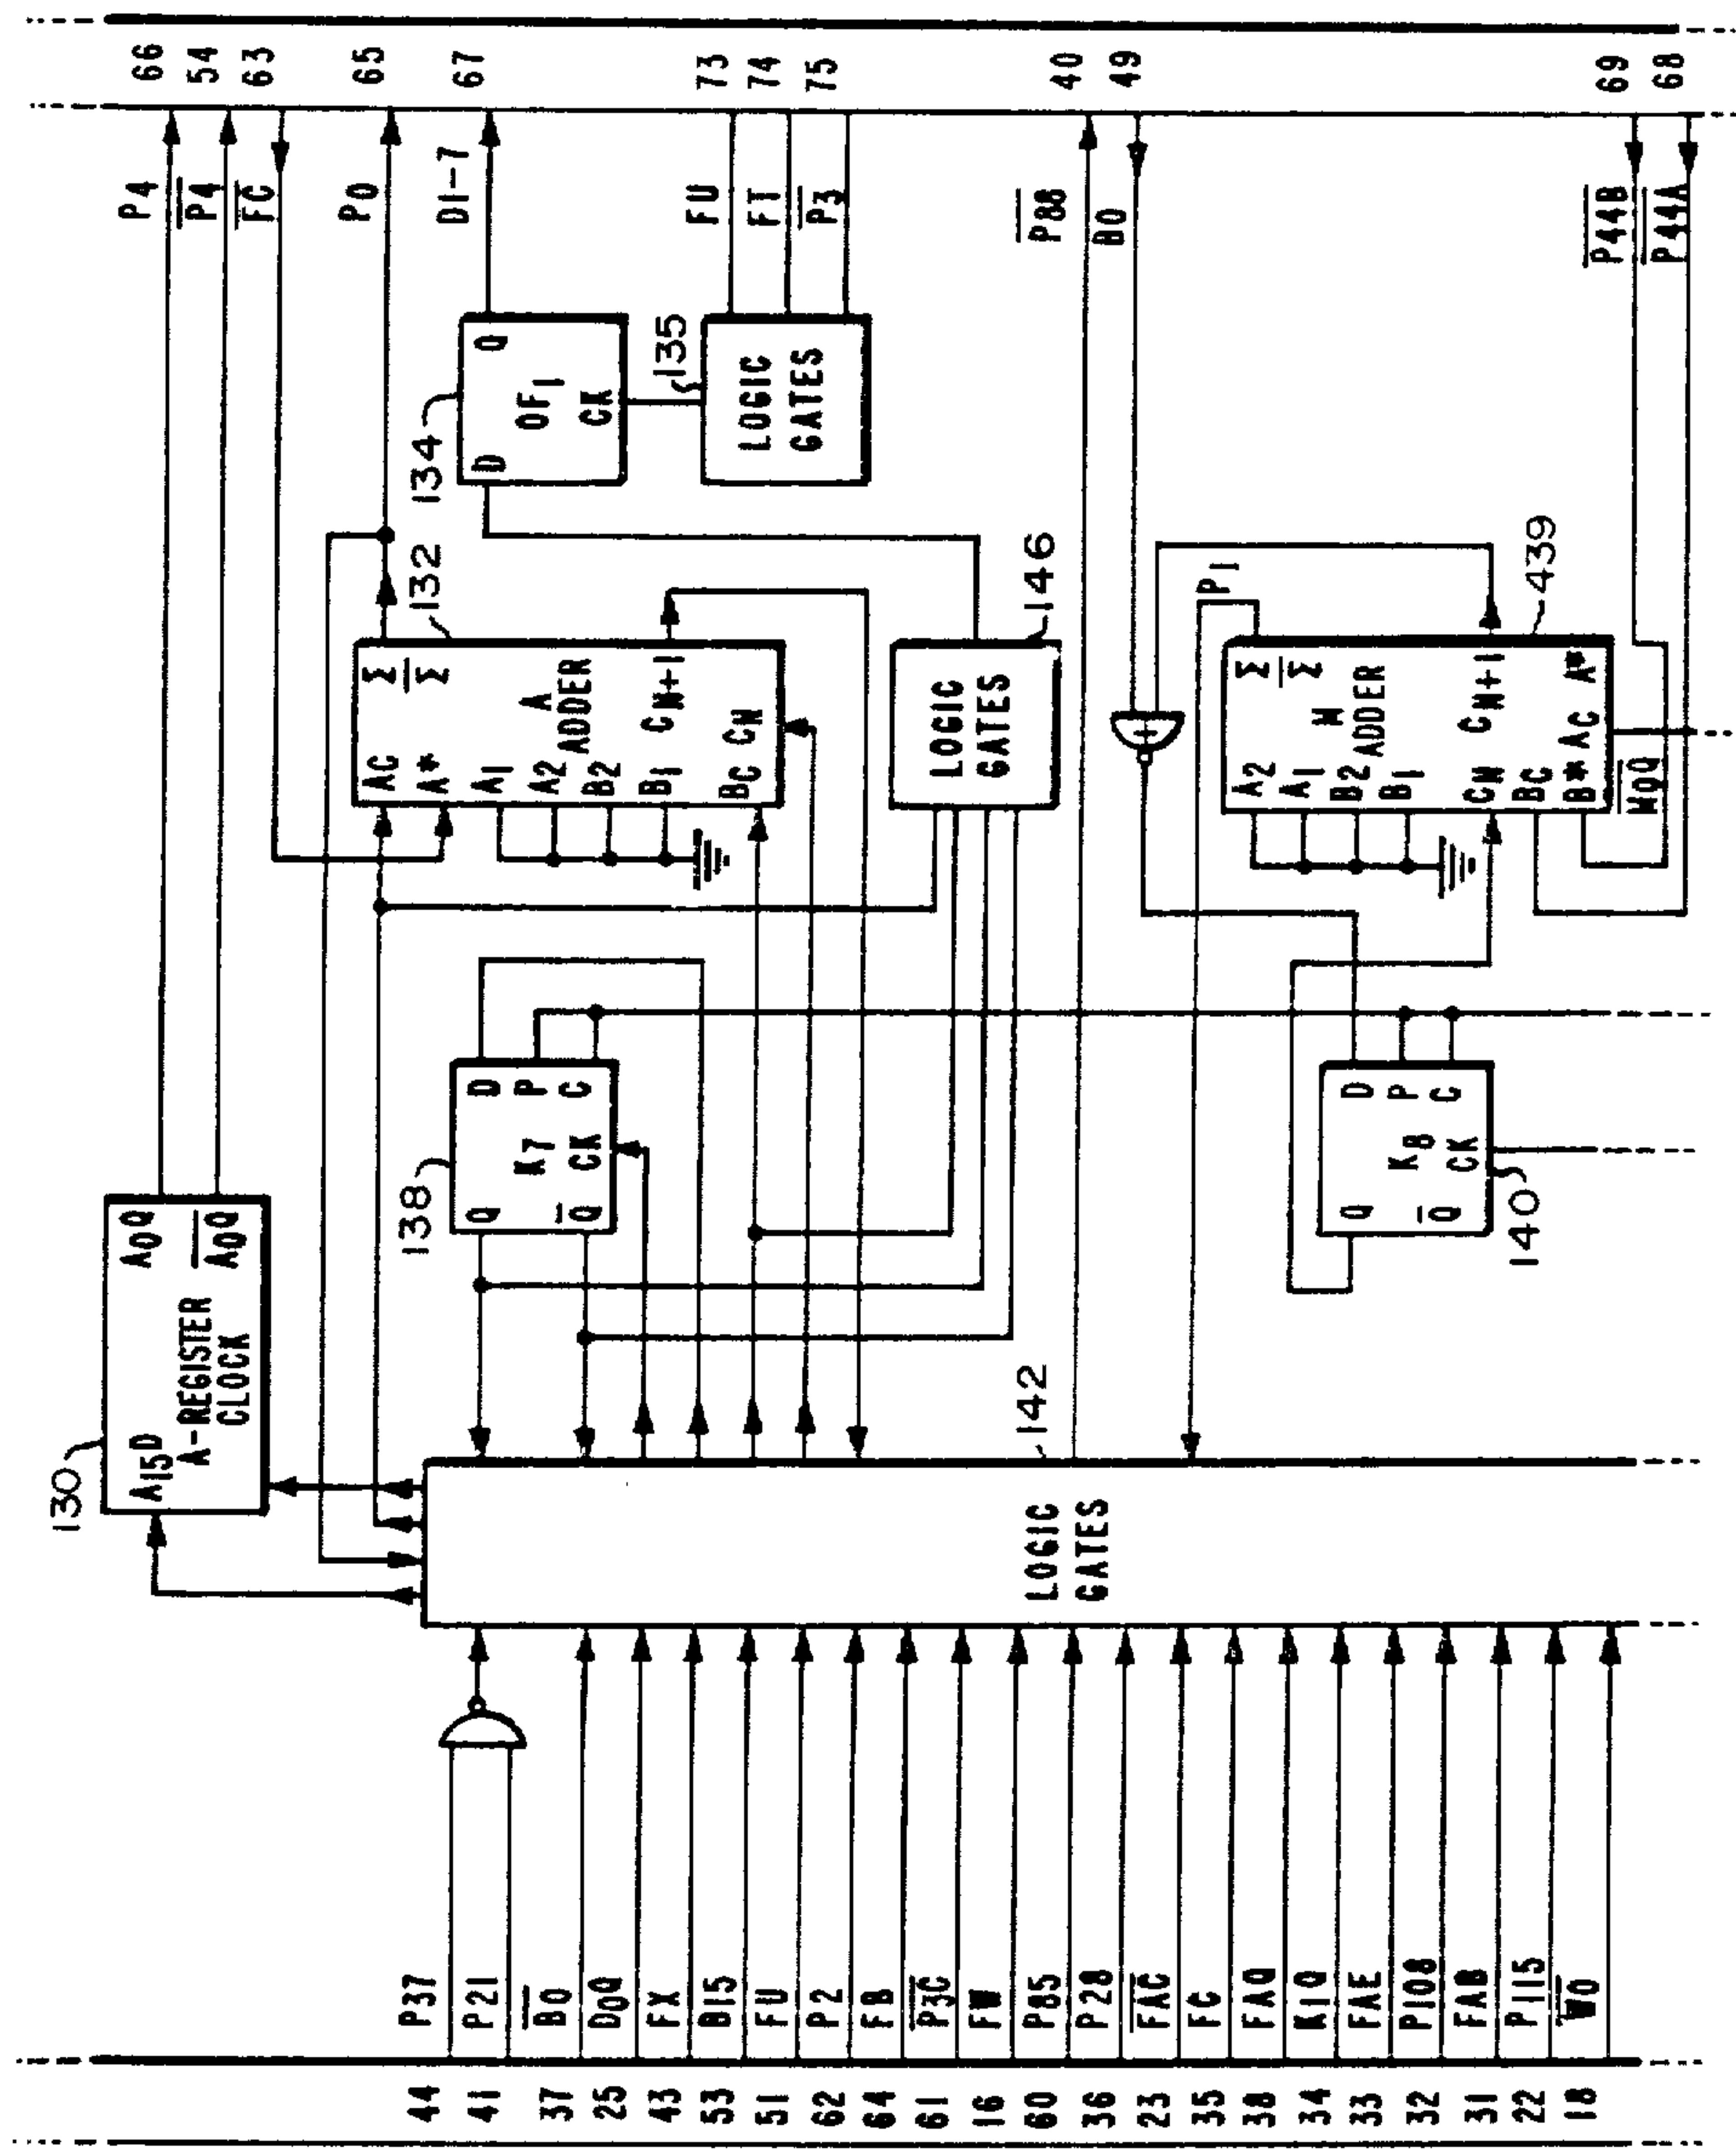 44 P37
41 P21
37 B0
25 D0Q
43 FX
53 B15
51 FU
62 P2
64 FB
61 P3C
16 FW
60 P85
36 P28
23 FAC
35 FC
38 FAQ
34 K1Q
33 FAE
32 P108
31 FAB
22 P115
18 W0
LOGIC
GATES
142
130
A15D
A0Q
A-REGISTER
CLOCK
A0Q
138
Q
D
P
K7
Q
CK
C
AC
Σ
A*
Σ
A1
A
A2
ADDER
B2
B1
CN+1
BC
CN
132
134
D
Q
OF1
CK
135
LOGIC
GATES
LOGIC
GATES
146
P1
A2
Σ
A1
Σ
B2
M
ADDER
B1
CN
CN+1
BC
B*
AC
A*
M0Q
439
Q
D
P
K8
Q
CK
C
140
P4 66
P4 54
FC 63
P0 65
D1-7 67
FU 73
FT 74
P3 75
P88 40
B0 49
P44B 69
P44A 68